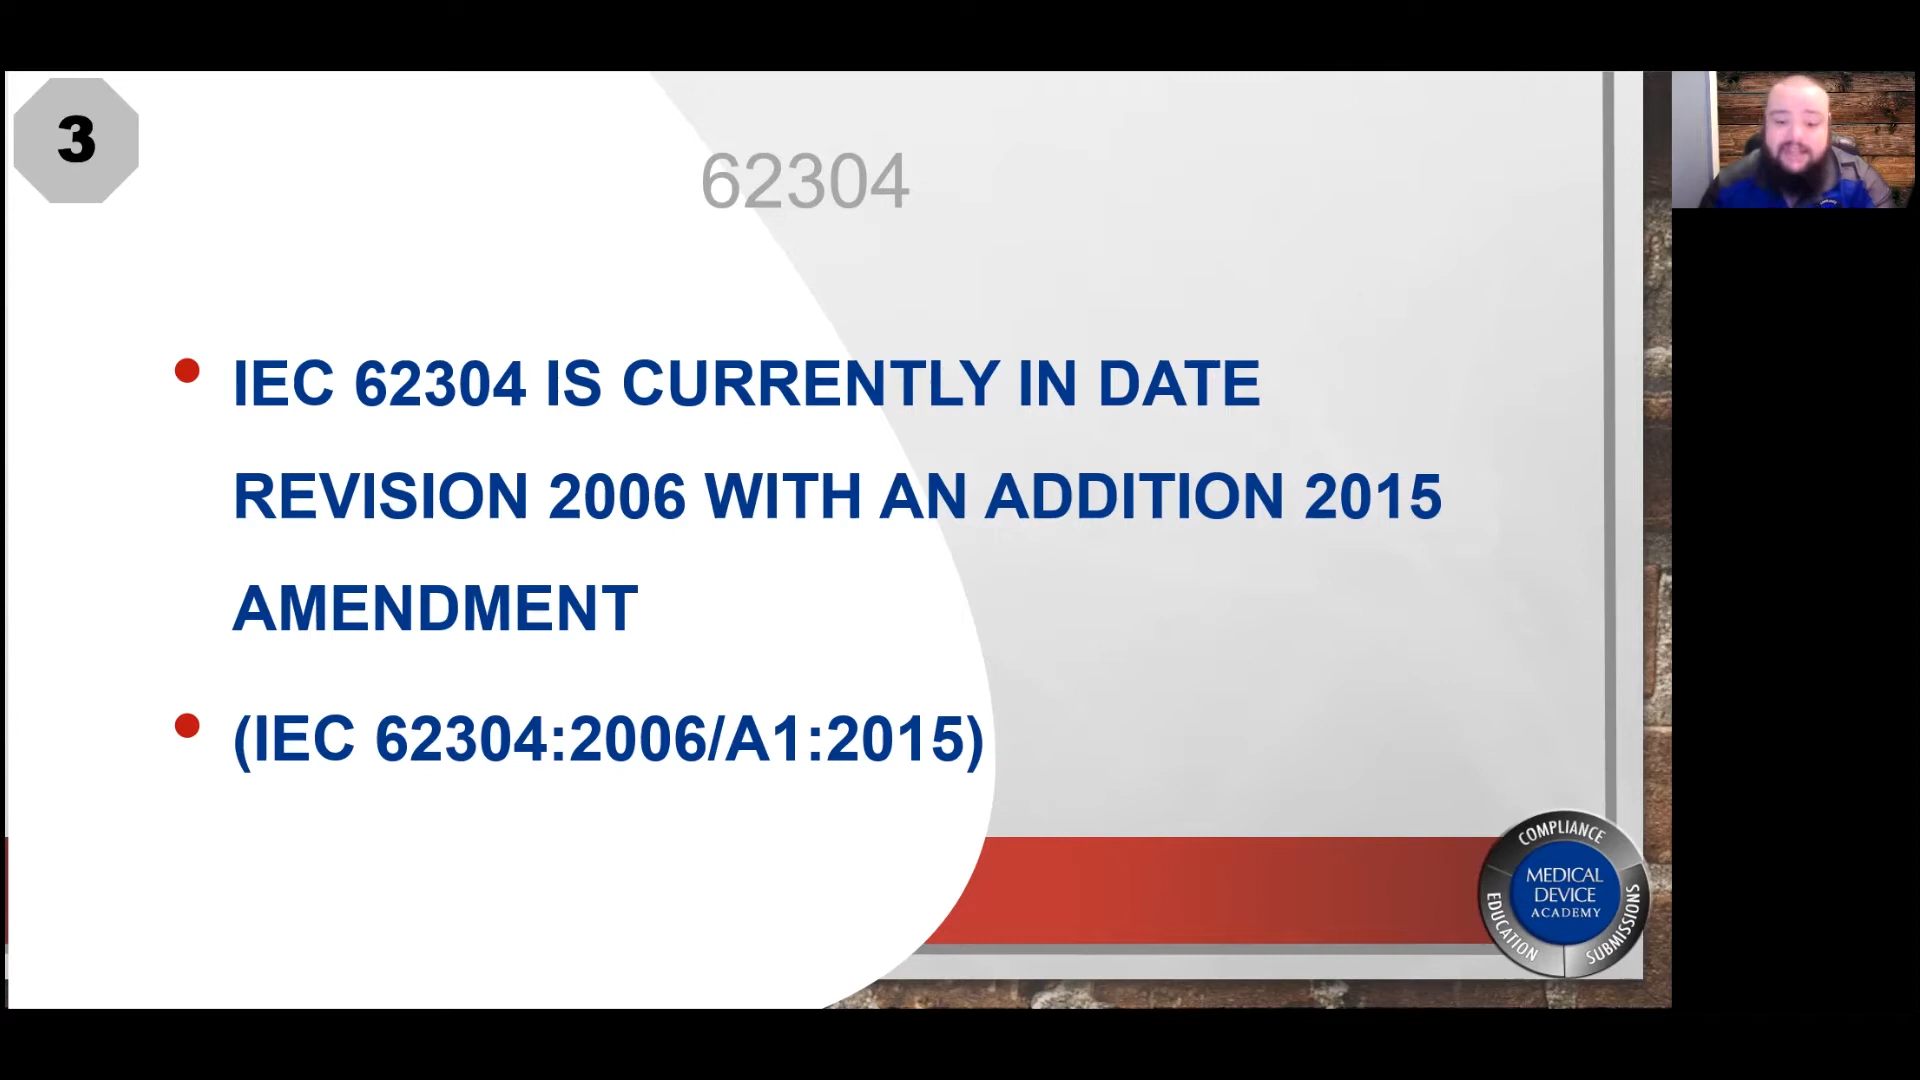 3
62304
• IEC 62304 IS CURRENTLY IN DATE
REVISION 2006 WITH AN ADDITION 2015
AMENDMENT
• (IEC 62304:2006/A1:2015)
COMPLIANCE
MEDICAL
DEVICE
ACADEMY
EDUCATION
SUBMISSIONS